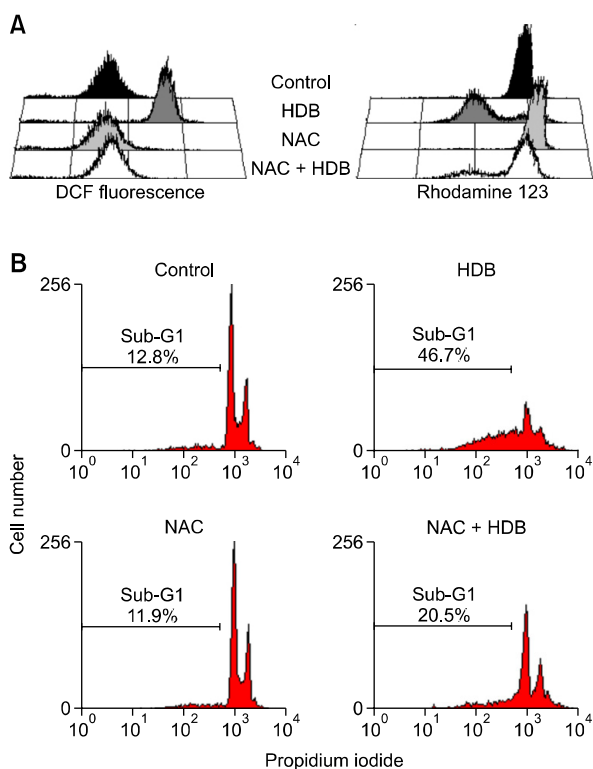 A
Control
HDB
NAC
NAC + HDB
DCF fluorescence
Rhodamine 123
B
Control
256
Sub-G1
12.8%
0
10^0 10^1 10^2 10^3 10^4
HDB
256
Sub-G1
46.7%
0
10^0 10^1 10^2 10^3 10^4
Cell number
NAC
256
Sub-G1
11.9%
0
10^0 10^1 10^2 10^3 10^4
NAC + HDB
256
Sub-G1
20.5%
0
10^0 10^1 10^2 10^3 10^4
Propidium iodide